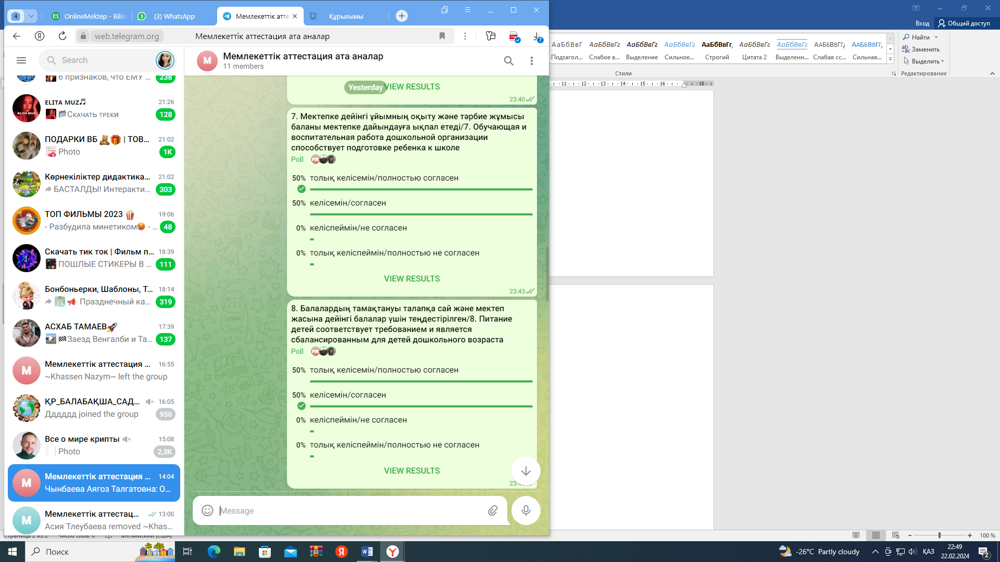 4
OnlineMektep - Bilim
3
(3) WhatsApp
Мемлекеттік атте
Құрылымы
web.telegram.org
Мемлекеттік аттестация ата аналар
7
Search
6 признаков, что ЕМУ ...
238
ELITA MUZ
21:26
Скачать треки
128
ПОДАРКИ ВБ 🧸🎁 | ТОВ...
21:02
Photo
1K
Көрнекіліктер дидактика...
21:02
БАСТАЛДЫ! Интеракти...
303
ТОП ФИЛЬМЫ 2023 🍿
19:06
- Разбудила минетиком🥵 - ...
48
Скачать тик ток | Фильм п...
18:39
ПОШЛЫЕ СТИКЕРЫ В ...
111
Бонбоньерки, Шаблоны, Т...
18:14
Празднечный ка...
319
АСХАБ ТАМАЕВ🚀
17:39
Заезд Венгалби и Та...
137
M
Мемлекеттік аттестация ...
16:55
~Khassen Nazym~ left the group
ҚР_БАЛАБАҚША_САД...
16:05
Дддддд joined the group
956
Все о мире крипты
15:08
Photo
2,3K
M
Мемлекеттік аттестация ...
14:04
Чынбаева Аягоз Талгатовна: О...
M
Мемлекеттік аттестац...
13:00
Асия Тлеубаева removed ~Khas...
M
Мемлекеттік аттестация ата аналар
11 members
Yesterday
VIEW RESULTS
23:40
7. Мектепке дейінгі ұйымның оқыту және тәрбие жұмысы
баланы мектепке дайындауға ықпал етеді/7. Обучающая и
воспитательная работа дошкольной организации
способствует подготовке ребенка к школе
Poll
50% толық келісемін/полностью согласен
50% келісемін/согласен
0% келіспеймін/не согласен
0% толық келіспеймін/полностью не согласен
VIEW RESULTS
23:43
8. Балалардың тамақтануы талапқа сай және мектеп
жасына дейінгі балалар үшін теңдестірілген/8. Питание
детей соответствует требованием и является
сбалансированным для детей дошкольного возраста
Poll
50% толық келісемін/полностью согласен
50% келісемін/согласен
0% келіспеймін/не согласен
0% толық келіспеймін/полностью не согласен
VIEW RESULTS
Message
Вход
Общий доступ
АаБбВвГ АаБбВвГг АаБбВвГг АаБбВвГг АаБбВвГг, АаБбВвГг АаБбВвГг АаБбВвГг, АаБбВвГг,
Подзагол... Слабое в... Выделение Сильное... Строгий Цитата 2 Выделенн... Слабая сс... Сильная...
Стили
Найти
Заменить
Выделить
Редактирование
11 12 13 14 15 16 18
Страница 2 из 2
Число слов: 0
английский (США)
100 %
Поиск
-26°C Partly cloudy
ҚАЗ
22:49
22.02.2024
2